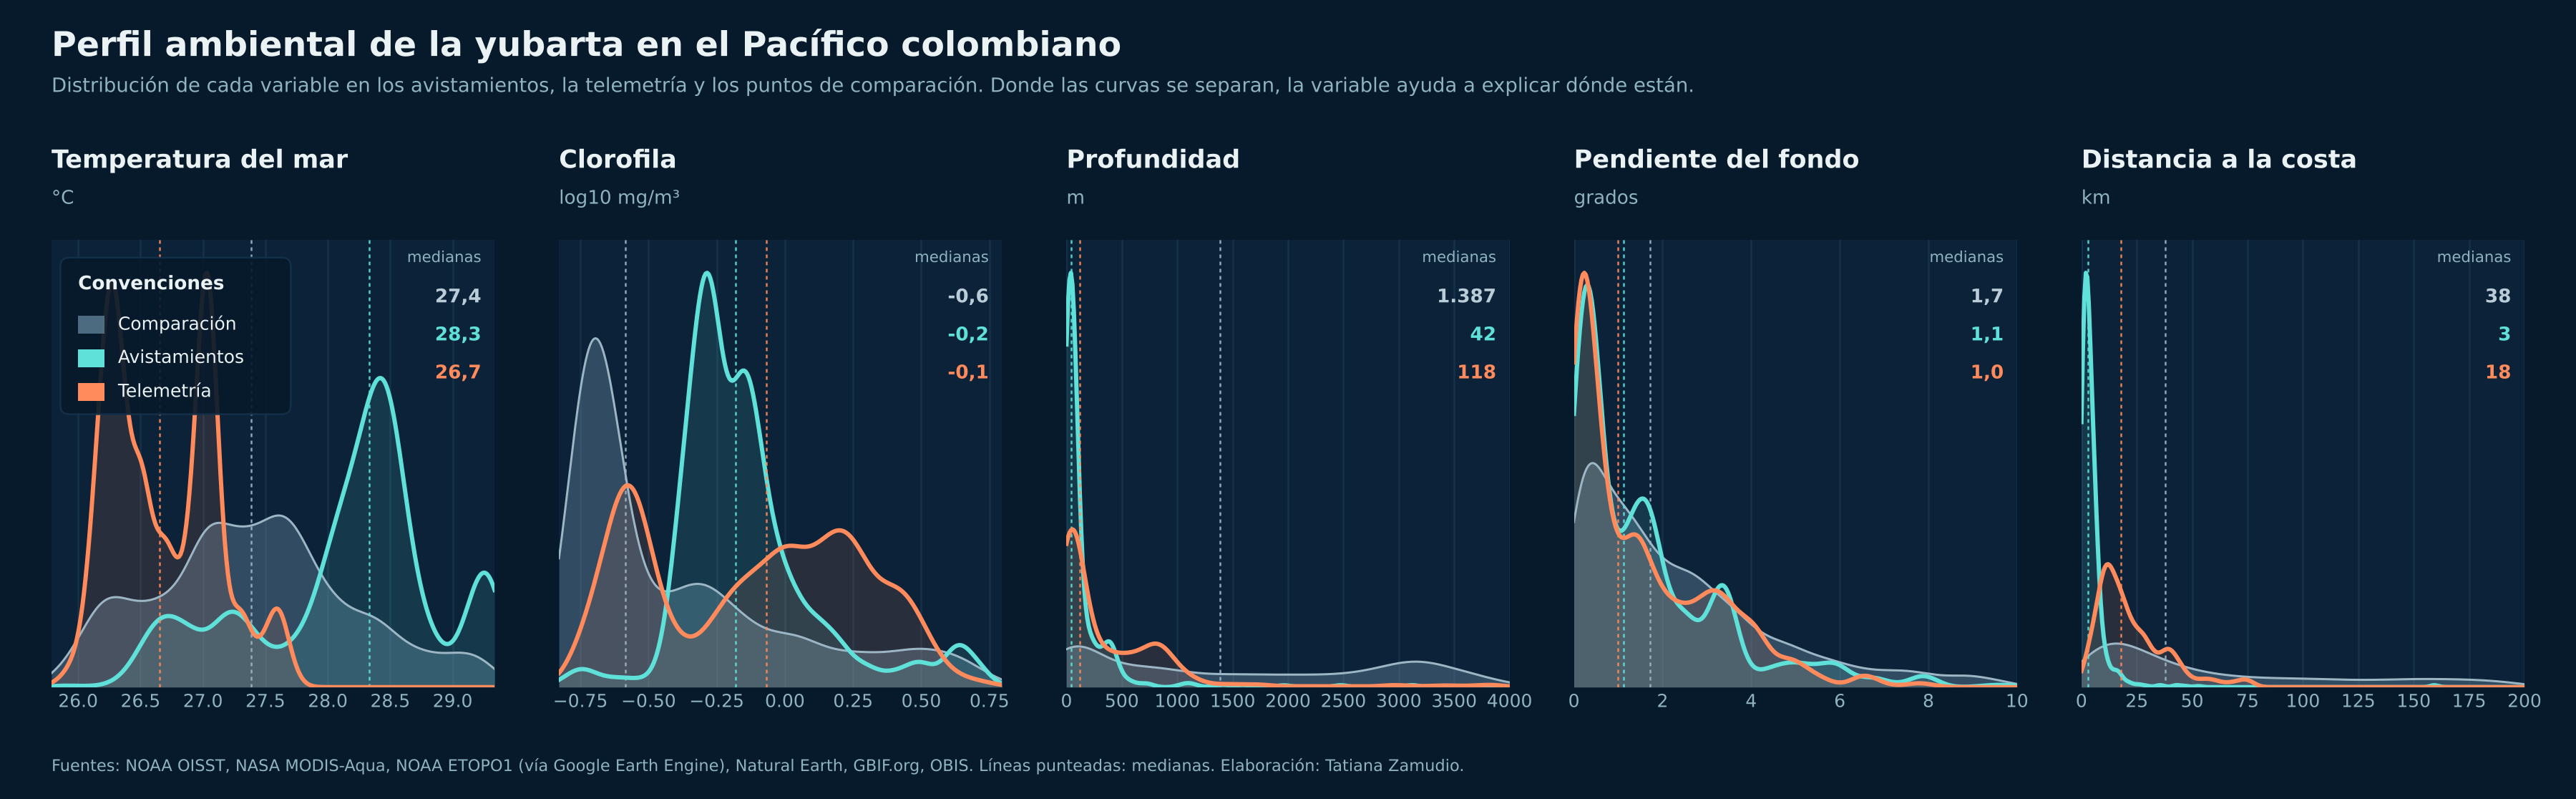 Perfil ambiental de la yubarta en el Pacífico colombiano
Distribución de cada variable en los avistamientos, la telemetría y los puntos de comparación. Donde las curvas se separan, la variable ayuda a explicar dónde están.
Temperatura del mar
°C
medianas
27,4
28,3
26,7
Convenciones
Comparación
Avistamientos
Telemetría
26.0 26.5 27.0 27.5 28.0 28.5 29.0
Clorofila
log10 mg/m³
medianas
-0,6
-0,2
-0,1
−0.75 −0.50 −0.25 0.00 0.25 0.50 0.75
Profundidad
m
medianas
1.387
42
118
0 500 1000 1500 2000 2500 3000 3500 4000
Pendiente del fondo
grados
medianas
1,7
1,1
1,0
0 2 4 6 8 10
Distancia a la costa
km
medianas
38
3
18
0 25 50 75 100 125 150 175 200
Fuentes: NOAA OISST, NASA MODIS-Aqua, NOAA ETOPO1 (vía Google Earth Engine), Natural Earth, GBIF.org, OBIS. Líneas punteadas: medianas. Elaboración: Tatiana Zamudio.